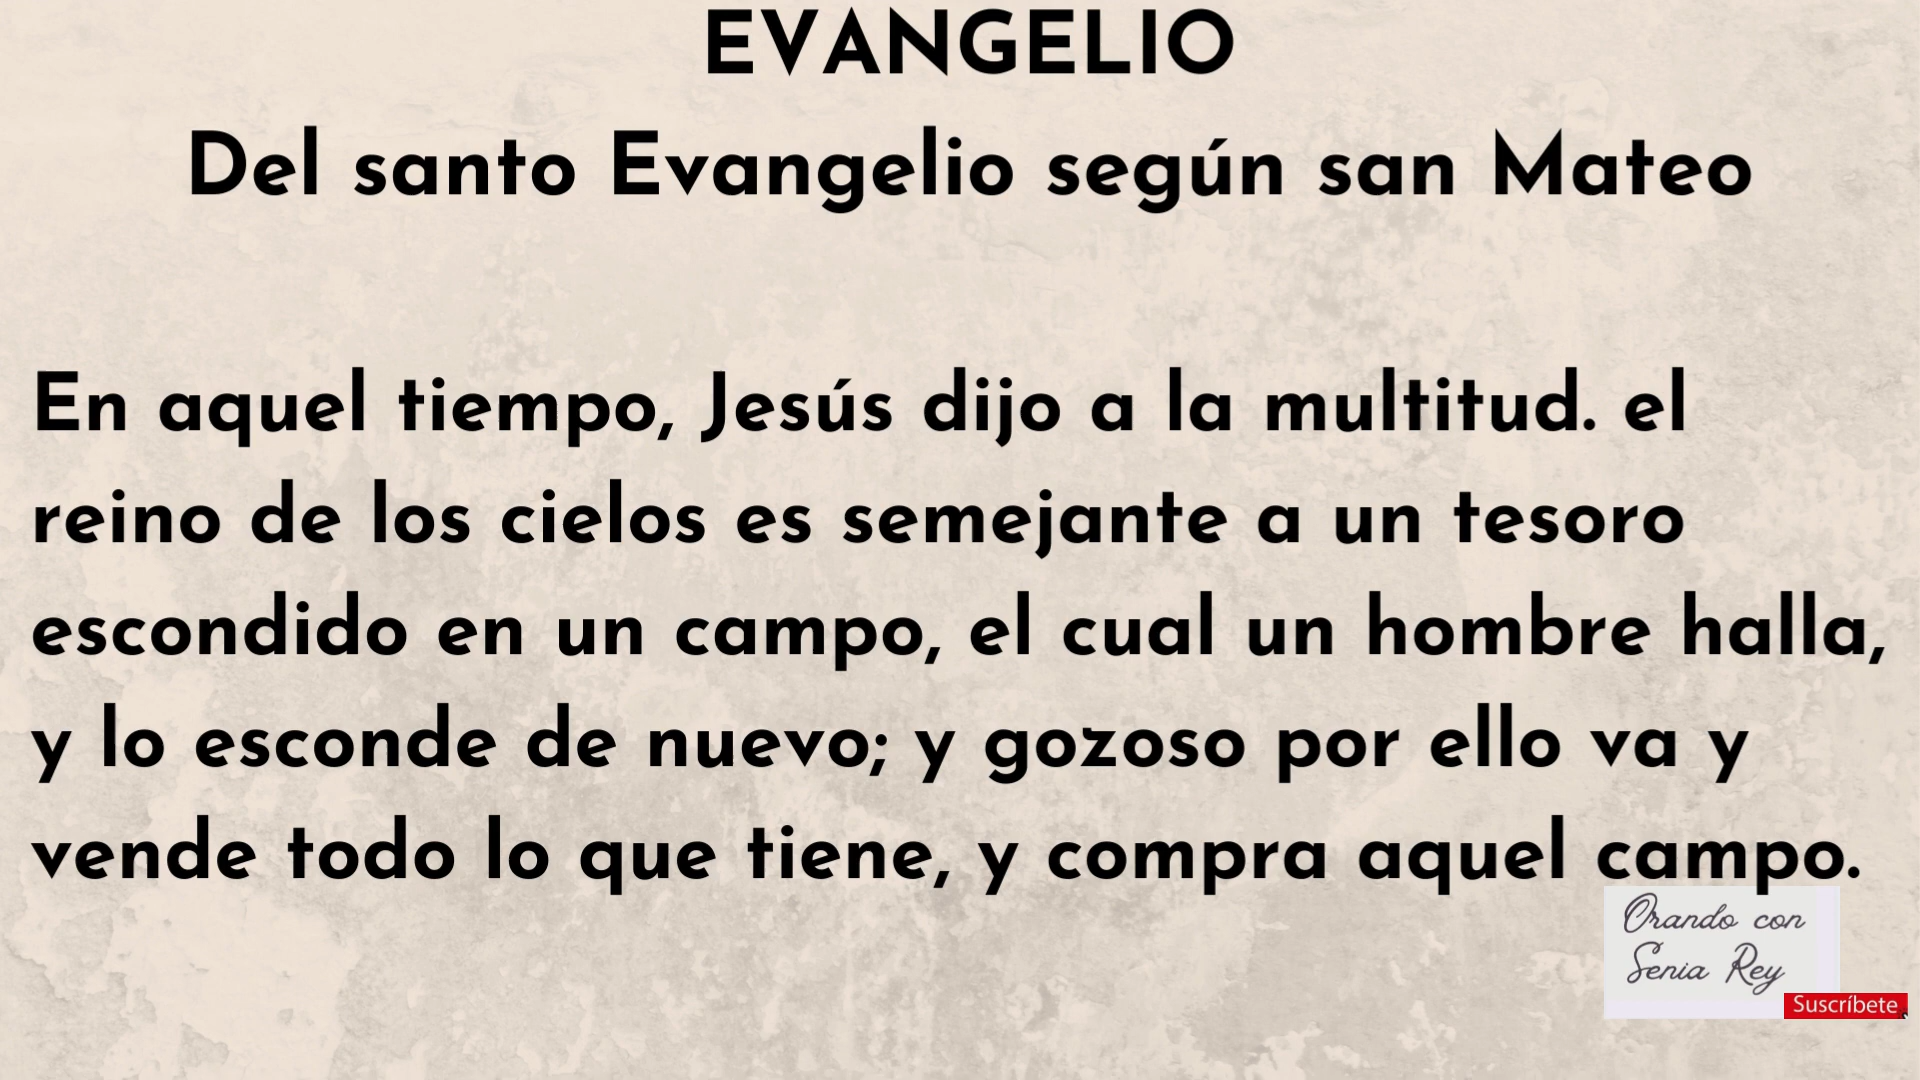 EVANGELIO
Del santo Evangelio según san Mateo
En aquel tiempo, Jesús dijo a la multitud. el
reino de los cielos es semejante a un tesoro
escondido en un campo, el cual un hombre halla,
y lo esconde de nuevo; y gozoso por ello va y
vende todo lo que tiene, y compra aquel campo.
Orando con
Senia Rey
Suscríbete